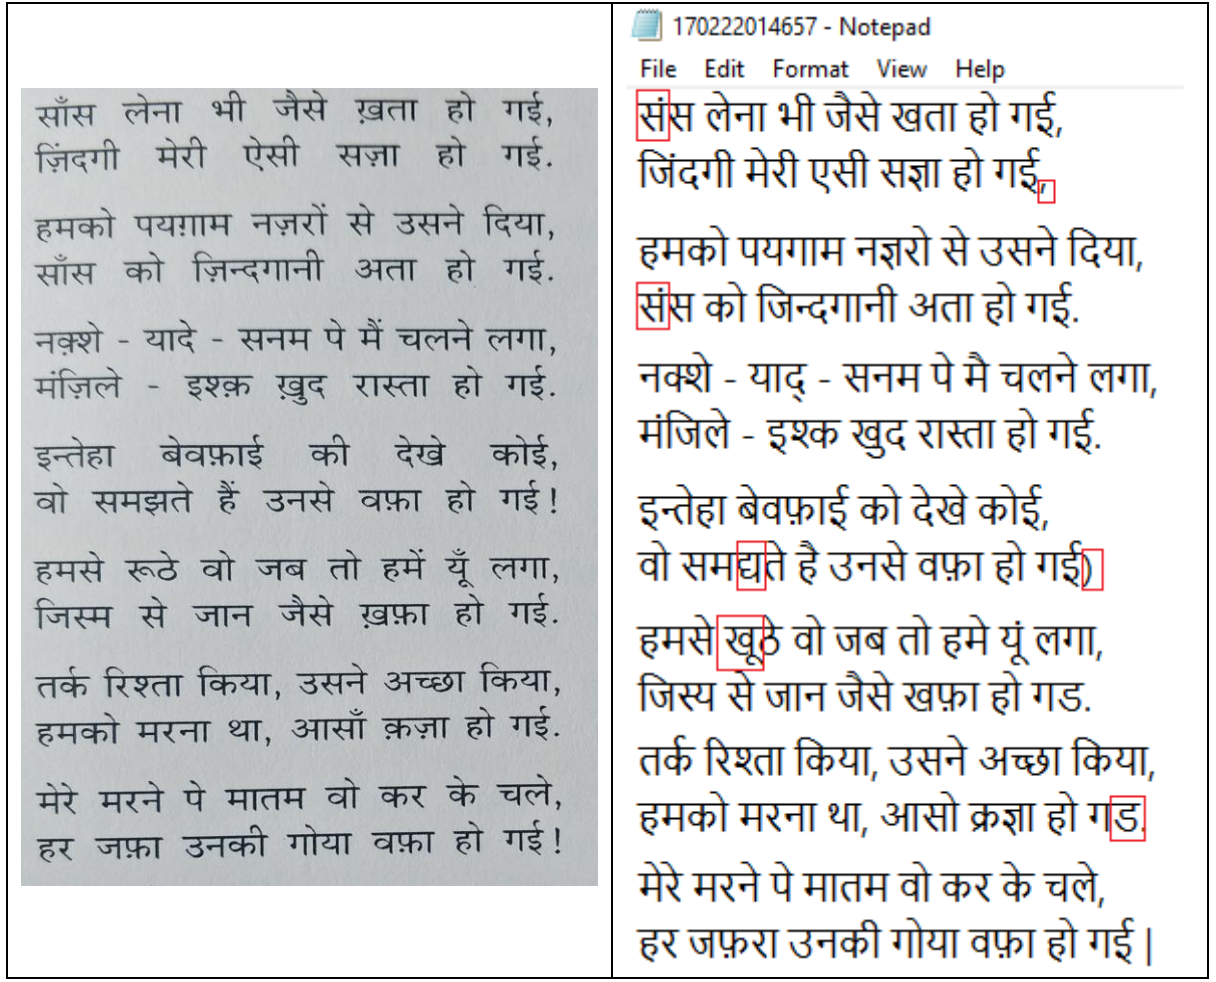 साँस लेना भी जैसे ख़ता हो गई,
ज़िंदगी मेरी ऐसी सज़ा हो गई.
हमको पयग़ाम नज़रों से उसने दिया,
साँस को ज़िन्दगानी अता हो गई.
नक़्शे - यादे - सनम पे मैं चलने लगा,
मंज़िले - इश्क़ ख़ुद रास्ता हो गई.
इन्तेहा बेवफ़ाई की देखे कोई,
वो समझते हैं उनसे वफ़ा हो गई!
हमसे रूठे वो जब तो हमें यूँ लगा,
जिस्म से जान जैसे ख़फ़ा हो गई.
तर्क रिश्ता किया, उसने अच्छा किया,
हमको मरना था, आसाँ क़ज़ा हो गई.
मेरे मरने पे मातम वो कर के चले,
हर जफ़ा उनकी गोया वफ़ा हो गई!
170222014657 - Notepad
File Edit Format View Help
संस लेना भी जैसे खता हो गई,
जिंदगी मेरी एसी सज्ञा हो गई,
हमको पयगाम नज्ञरो से उसने दिया,
संस को जिन्दगानी अता हो गई.
नक्शे - याद् - सनम पे मै चलने लगा,
मंजिले - इश्क खुद रास्ता हो गई.
इन्तेहा बेवफ़ाई को देखे कोई,
वो समद्यते है उनसे वफ़ा हो गई)
हमसे खूठे वो जब तो हमे यूं लगा,
जिस्य से जान जैसे खफ़ा हो गड.
तर्क रिश्ता किया, उसने अच्छा किया,
हमको मरना था, आसो क्रज्ञा हो गड.
मेरे मरने पे मातम वो कर के चले,
हर जफ़रा उनकी गोया वफ़ा हो गई |